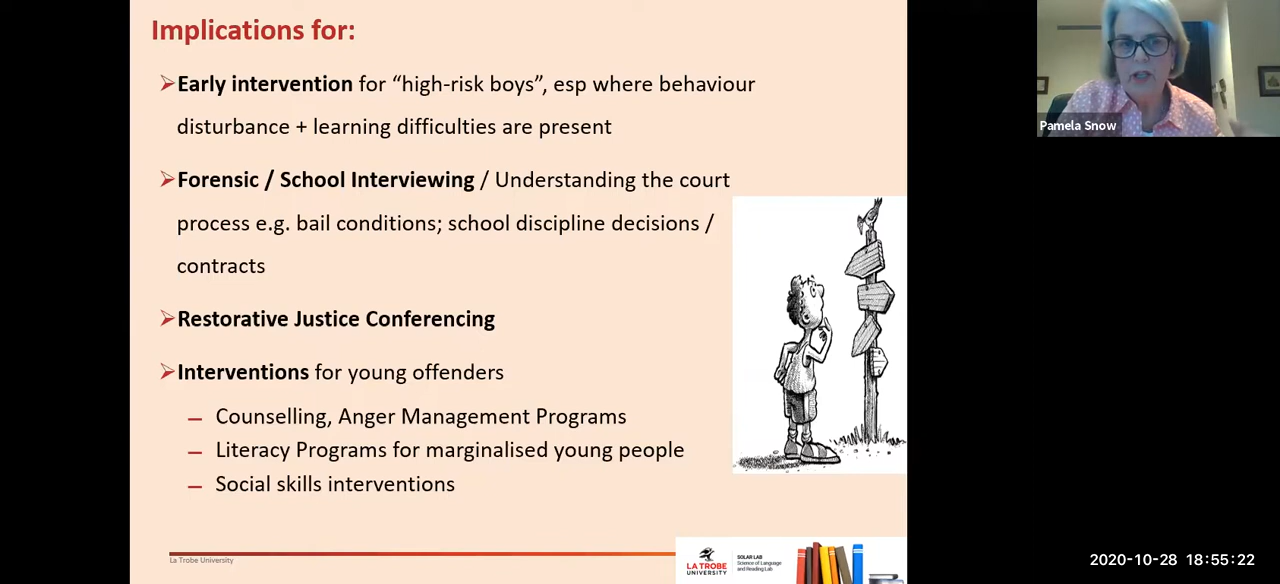 Implications for:
➢Early intervention for “high-risk boys”, esp where behaviour
disturbance + learning difficulties are present
➢Forensic / School Interviewing / Understanding the court
process e.g. bail conditions; school discipline decisions /
contracts
➢Restorative Justice Conferencing
➢Interventions for young offenders
– Counselling, Anger Management Programs
– Literacy Programs for marginalised young people
– Social skills interventions
La Trobe University
LA TROBE
UNIVERSITY
SOLAR LAB
Science of Language
and Reading Lab
Pamela Snow
2020-10-28 18:55:22